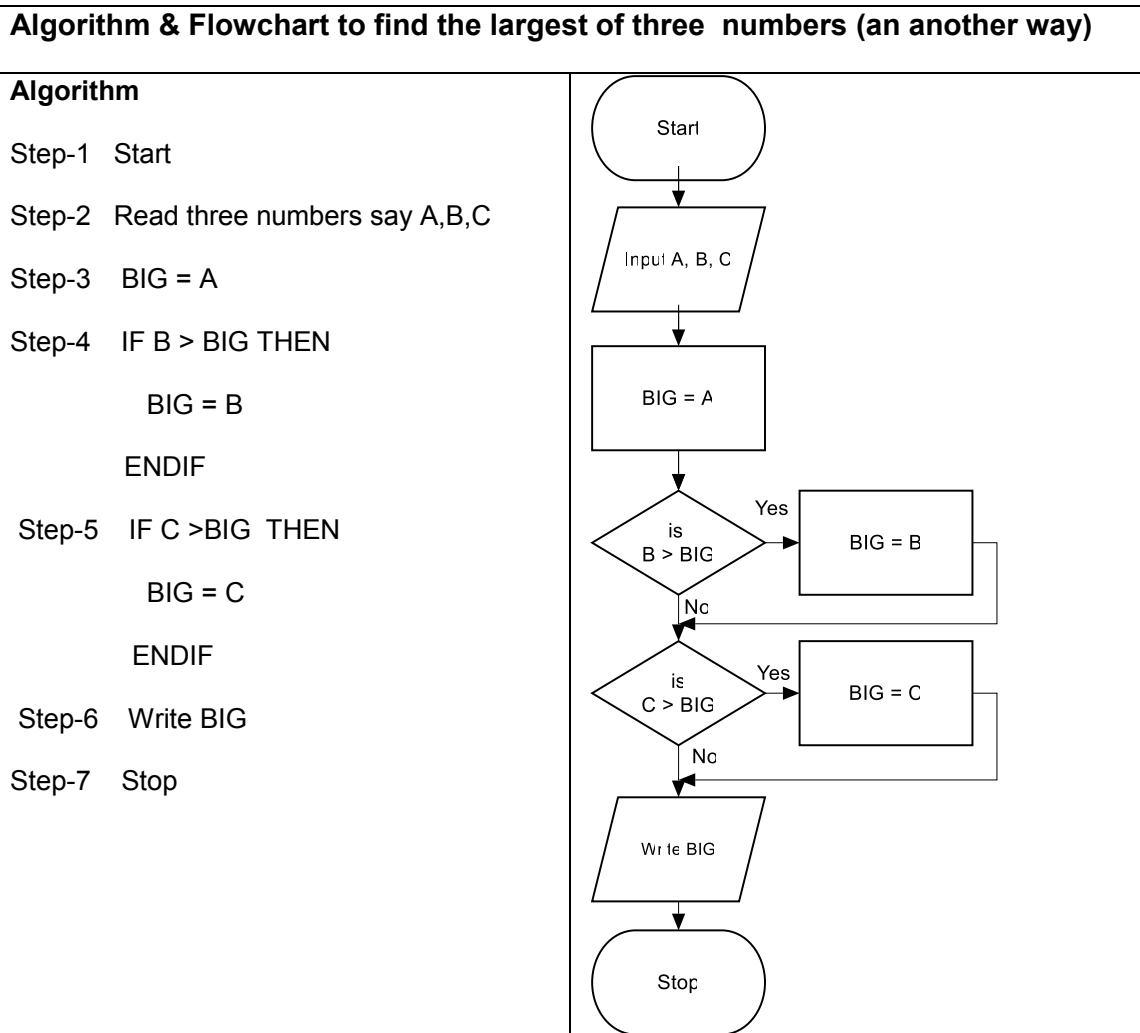 Algorithm & Flowchart to find the largest of three numbers (an another way)
Algorithm
Step-1 Start
Step-2 Read three numbers say A,B,C
Step-3 BIG = A
Step-4 IF B > BIG THEN
BIG = B
ENDIF
Step-5 IF C >BIG THEN
BIG = C
ENDIF
Step-6 Write BIG
Step-7 Stop
Start
Input A, B, C
BIG = A
is
B > BIG
Yes
BIG = B
No
is
C > BIG
Yes
BIG = C
No
Write BIG
Stop